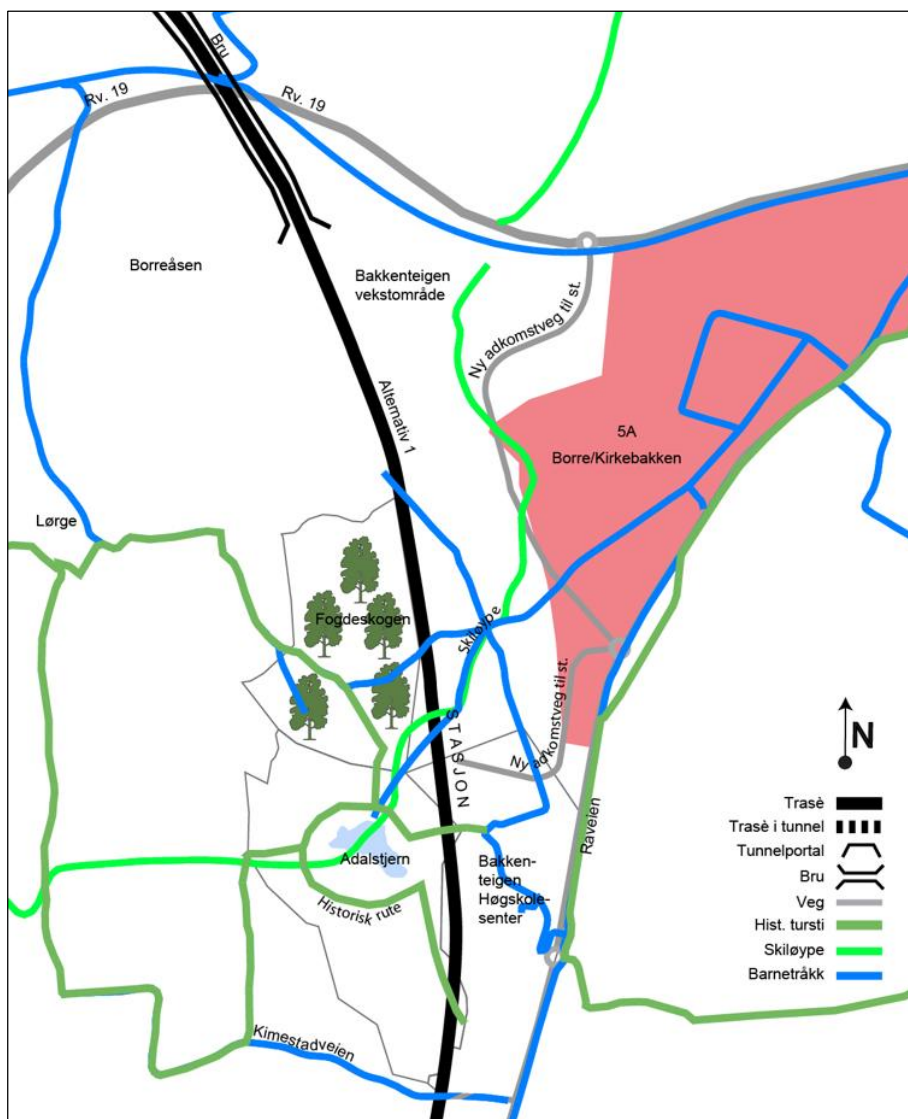 Bru
Rv. 19
Rv. 19
Borreåsen
Bakkenteigen
vekstområde
Ny adkomstveg til st.
Alternativ 1
5A
Borre/Kirkebakken
Lørge
Fogdeskogen
Skiløype
STASJON
Ny adkomstveg til st.
Raveien
Adalstjern
Bakken-
teigen
Høgskole-
senter
Historisk rute
Kimestadveien
N
Trasè
Trasè i tunnel
Tunnelportal
Bru
Veg
Hist. tursti
Skiløype
Barnetråkk